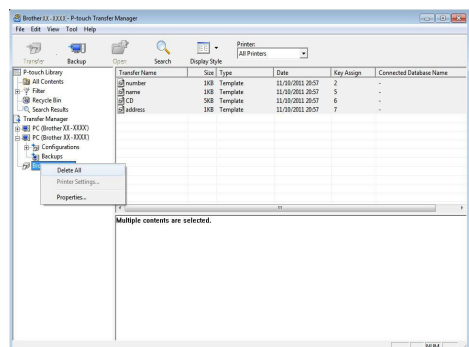 Brother XX-XXXX - P-touch Transfer Manager
File Edit View Tool Help
Transfer Backup Open Search Display Style Printer:
All Printers
P-touch Library
All Contents
Filter
Recycle Bin
Search Results
Transfer Manager
PC (Brother XX-XXXX)
PC (Brother XX-XXXX)
Configurations
Backups
Delete All
Printer Settings...
Properties...
Transfer Name Size Type Date Key Assign Connected Database Name
number 1KB Template 11/10/2011 20:57 2 -
name 1KB Template 11/10/2011 20:57 5 -
CD 5KB Template 11/10/2011 20:57 6 -
address 1KB Template 11/10/2011 20:57 7 -
Multiple contents are selected.
NUM